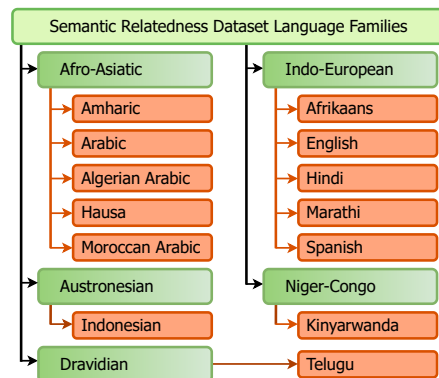 Semantic Relatedness Dataset Language Families
Afro-Asiatic
Amharic
Arabic
Algerian Arabic
Hausa
Moroccan Arabic
Austronesian
Indonesian
Dravidian
Telugu
Indo-European
Afrikaans
English
Hindi
Marathi
Spanish
Niger-Congo
Kinyarwanda